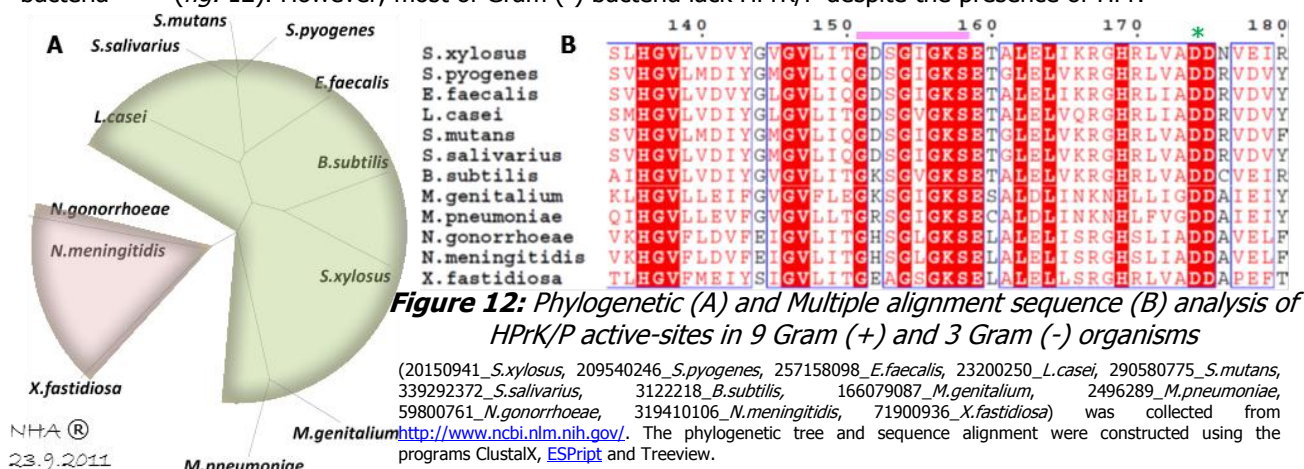 bacteria (fig. 12). However, most of Gram (-) bacteria lack HPrK/P despite the presence of HPr.
A
S.mutans
S.pyogenes
S.salivarius
E.faecalis
L.casei
B.subtilis
N.gonorrhoeae
N.meningitidis
S.xylosus
X.fastidiosa
M.genitalium
M.pneumoniae
NHA ®
23.9.2011
B
140 150 160 170 180
*
S.xylosus SLHGVLVDVYGVGVLITGDSGIGKSETALELIKRGHRLVADDNVEIR
S.pyogenes SVHGVLMDIYGMGVLIQGDSGIGKSETGLELVKRGHRLVADDRVDVY
E.faecalis SVHGVLVDIYGLGVLIQGDSGIGKSETALELVKRGHRLIADDRVDVY
L.casei SMHGVLVDIYGLGVLITGDSGVGKSETALELVQRGHRLIADDRVDVY
S.mutans SVHGVLMDIYGMGVLIQGDSGIGKSETGLELVKRGHRLVADDRVDVF
S.salivarius SVHGVLVDIYGMGVLIQGDSGIGKSETGLELVKRGHRLVADDRVDVY
B.subtilis AIHGVLVDIYGVGVLITGKSGVGKSETALELVKRGHRLVADDCVEIR
M.genitalium KLHGVLLEIFGVGVFLEGKSGIGKSESALDLINKNHLLIGDDAIEIY
M.pneumoniae QIHGVLLEVFGVGVLLTGRSGIGKSECALDLINKNHLFVGDDAIEIY
N.gonorrhoeae VKHGVFLDVFEIGVLITGHSGLGKSELALELISRGHSLIADDAVELF
N.meningitidis VKHGVFLDVFEIGVLITGHSGLGKSELALELISRGHSLIADDAVELF
X.fastidiosa TLHGVFMEIYSIGVLITGEAGSGKSELALELLSRGHRLIADDAPEFT
Figure 12: Phylogenetic (A) and Multiple alignment sequence (B) analysis of
HPrK/P active-sites in 9 Gram (+) and 3 Gram (-) organisms
(20150941_S.xylosus, 209540246_S.pyogenes, 257158098_E.faecalis, 23200250_L.casei, 290580775_S.mutans,
339292372_S.salivarius, 3122218_B.subtilis, 166079087_M.genitalium, 2496289_M.pneumoniae,
59800761_N.gonorrhoeae, 319410106_N.meningitidis, 71900936_X.fastidiosa) was collected from
http://www.ncbi.nlm.nih.gov/. The phylogenetic tree and sequence alignment were constructed using the
programs ClustalX, ESPript and Treeview.